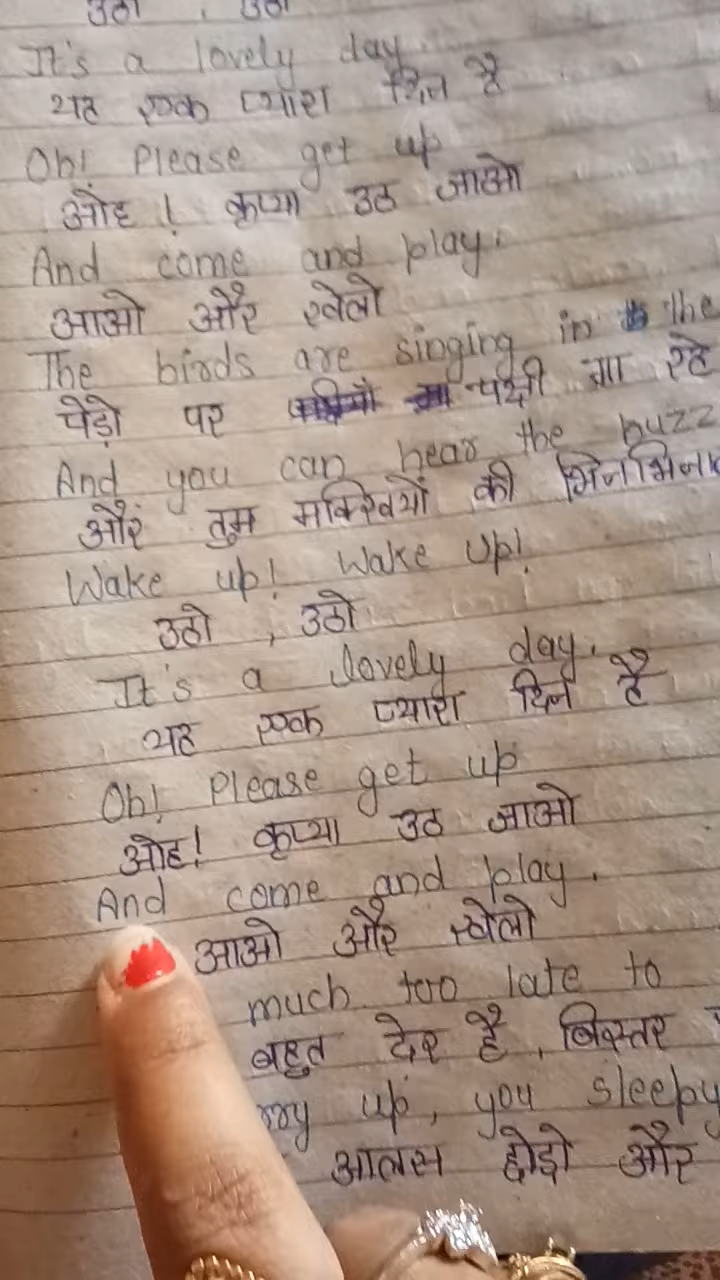 उठो , उठो
It's a lovely day.
यह एक प्यारा दिन है
Oh! Please get up
ओह ! कृप्या उठ जाओ
And come and play.
आओ और खेलो
The birds are singing in the
पेड़ो पर पक्षी गा रहे
And you can hear the buzz
और तुम मक्खियों की भिनभिना
Wake up! Wake Up!
उठो , उठो
It's a lovely day.
यह एक प्यारा दिन है
Oh! Please get up
ओह! कृप्या उठ जाओ
And come and play.
आओ और खेलो
much too late to
बहुत देर है, बिस्तर
rry up, you sleepy
आलस छोड़ो और